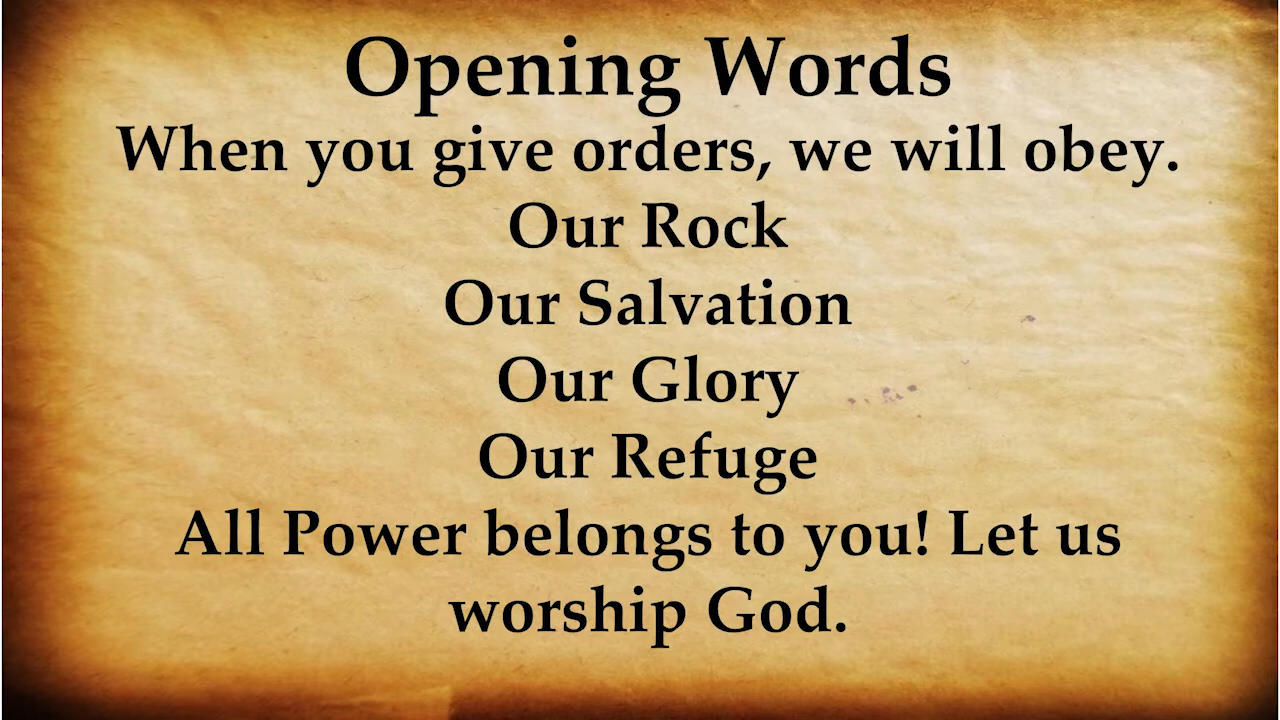 Opening Words
When you give orders, we will obey.
Our Rock
Our Salvation
Our Glory
Our Refuge
All Power belongs to you! Let us
worship God.